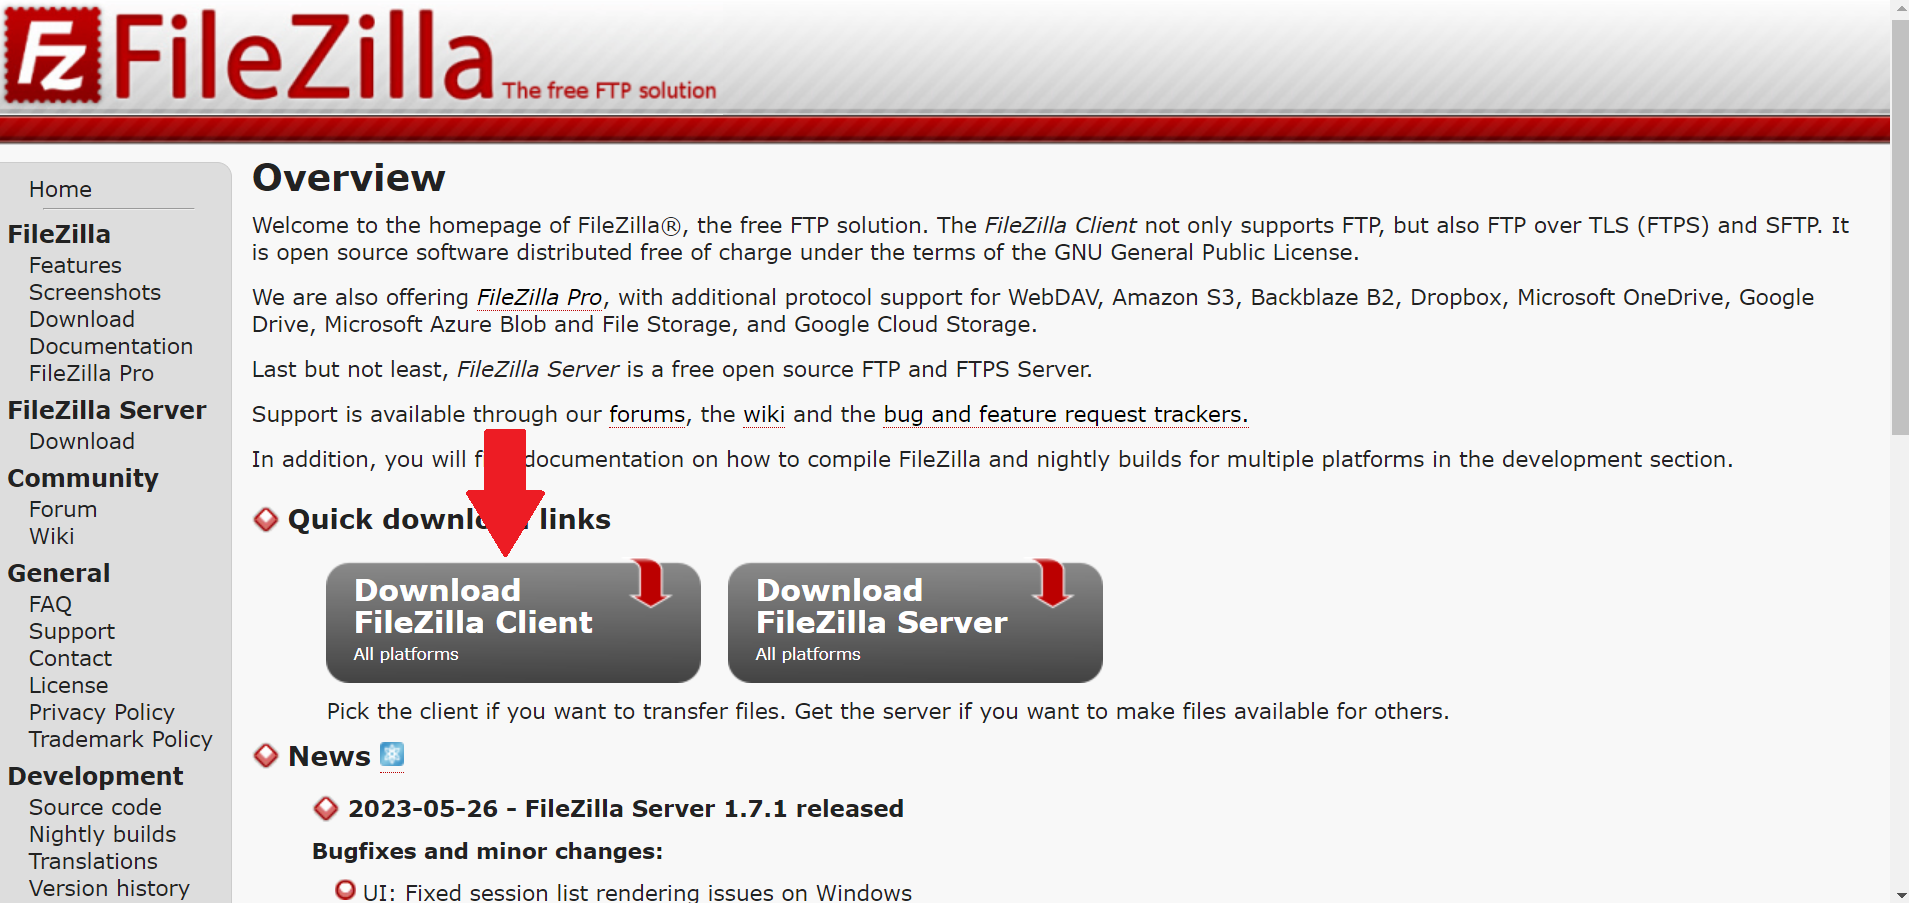 Fz FileZilla The free FTP solution
Home
FileZilla
Features
Screenshots
Download
Documentation
FileZilla Pro
FileZilla Server
Download
Community
Forum
Wiki
General
FAQ
Support
Contact
License
Privacy Policy
Trademark Policy
Development
Source code
Nightly builds
Translations
Version history
Overview
Welcome to the homepage of FileZilla®, the free FTP solution. The FileZilla Client not only supports FTP, but also FTP over TLS (FTPS) and SFTP. It
is open source software distributed free of charge under the terms of the GNU General Public License.
We are also offering FileZilla Pro, with additional protocol support for WebDAV, Amazon S3, Backblaze B2, Dropbox, Microsoft OneDrive, Google
Drive, Microsoft Azure Blob and File Storage, and Google Cloud Storage.
Last but not least, FileZilla Server is a free open source FTP and FTPS Server.
Support is available through our forums, the wiki and the bug and feature request trackers.
In addition, you will documentation on how to compile FileZilla and nightly builds for multiple platforms in the development section.
Quick download links
Download
FileZilla Client
All platforms
Download
FileZilla Server
All platforms
Pick the client if you want to transfer files. Get the server if you want to make files available for others.
News
2023-05-26 - FileZilla Server 1.7.1 released
Bugfixes and minor changes:
UI: Fixed session list rendering issues on Windows